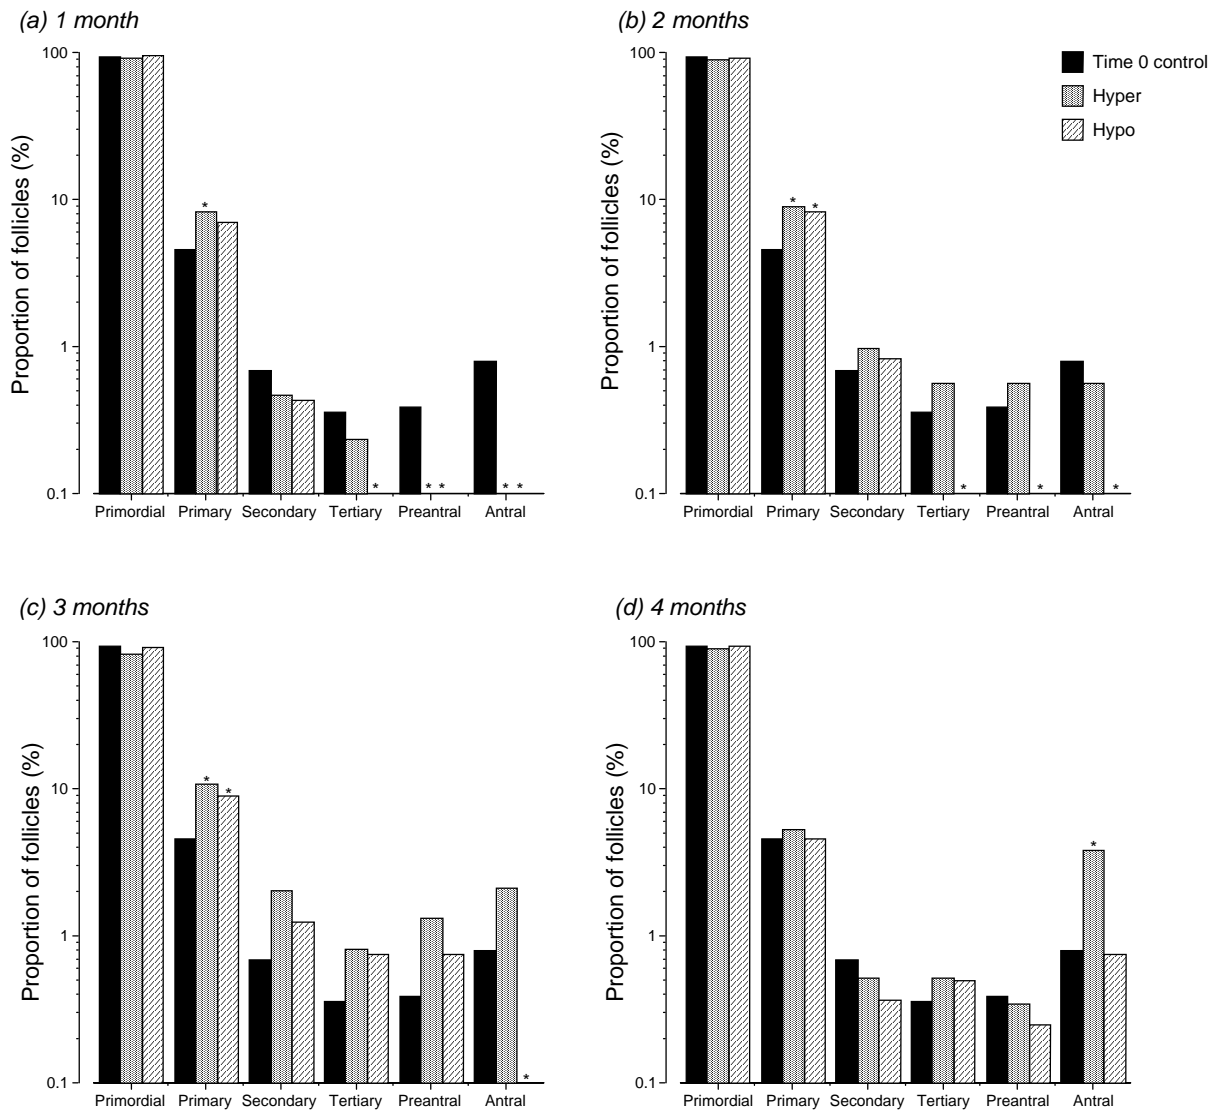 (a) 1 month
Proportion of follicles (%)
100
10
1
0.1
*
*
* *
* *
Primordial Primary Secondary Tertiary Preantral Antral
(b) 2 months
Proportion of follicles (%)
100
10
1
0.1
* *
*
*
*
Primordial Primary Secondary Tertiary Preantral Antral
Time 0 control
Hyper
Hypo
(c) 3 months
Proportion of follicles (%)
100
10
1
0.1
* *
*
Primordial Primary Secondary Tertiary Preantral Antral
(d) 4 months
Proportion of follicles (%)
100
10
1
0.1
*
Primordial Primary Secondary Tertiary Preantral Antral